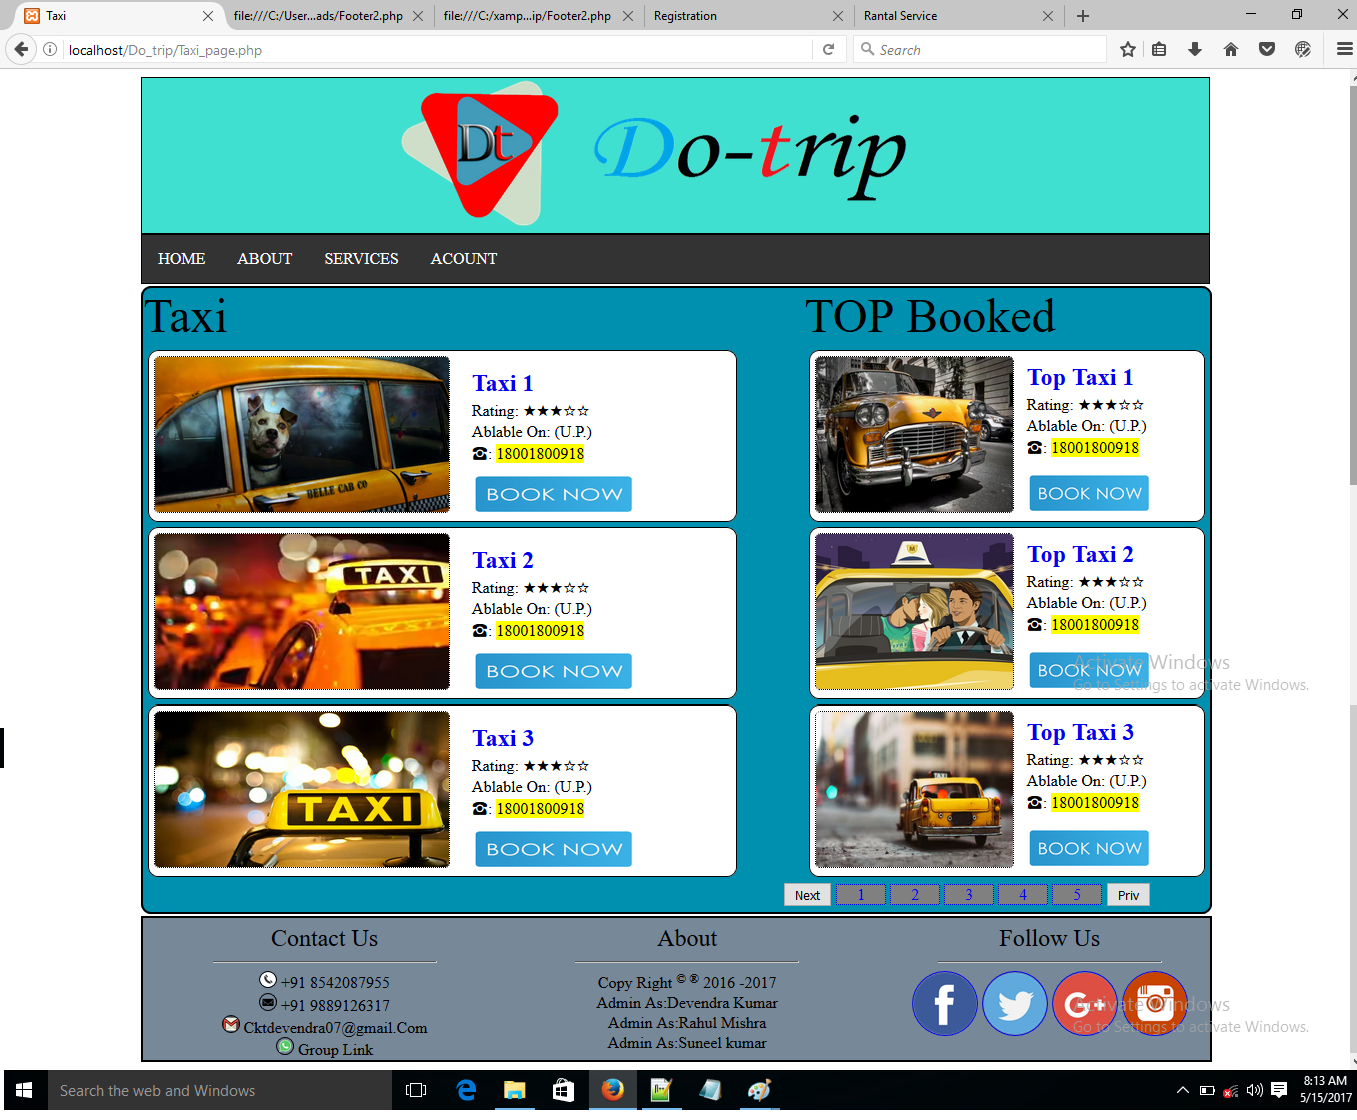 Taxi
file:///C:/User...ads/Footer2.php
file:///C:/xamp...ip/Footer2.php
Registration
Rantal Service
localhost/Do_trip/Taxi_page.php
Search
Dt
Do-trip
HOME
ABOUT
SERVICES
ACOUNT
Taxi
BELLE CAB CO
Taxi 1
Rating: ★★★☆☆
Ablable On: (U.P.)
☎: 18001800918
BOOK NOW
TAXI
Taxi 2
Rating: ★★★☆☆
Ablable On: (U.P.)
☎: 18001800918
BOOK NOW
TAXI
Taxi 3
Rating: ★★★☆☆
Ablable On: (U.P.)
☎: 18001800918
BOOK NOW
TOP Booked
Top Taxi 1
Rating: ★★★☆☆
Ablable On: (U.P.)
☎: 18001800918
BOOK NOW
Top Taxi 2
Rating: ★★★☆☆
Ablable On: (U.P.)
☎: 18001800918
BOOK NOW
Activate Windows
Go to Settings to activate Windows.
TAXI
Top Taxi 3
Rating: ★★★☆☆
Ablable On: (U.P.)
☎: 18001800918
BOOK NOW
Next 1 2 3 4 5 Priv
Contact Us
+91 8542087955
+91 9889126317
Cktdevendra07@gmail.Com
Group Link
About
Copy Right © ® 2016 -2017
Admin As:Devendra Kumar
Admin As:Rahul Mishra
Admin As:Suneel kumar
Follow Us
f
G+
Activate Windows
Go to Settings to activate Windows.
Search the web and Windows
8:13 AM
5/15/2017